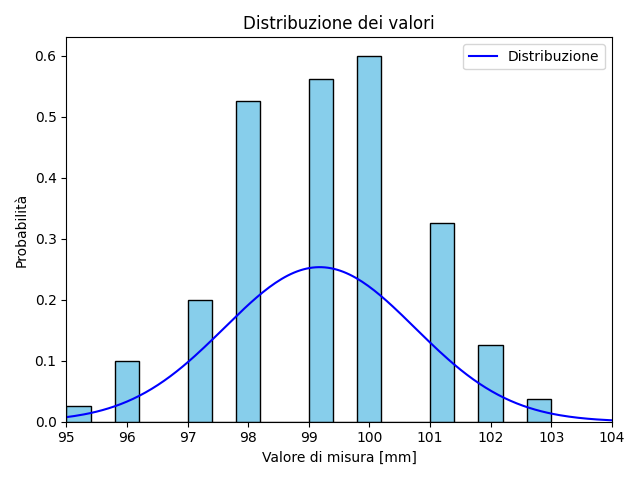 Distribuzione dei valori
Distribuzione
Probabilità
0.6
0.5
0.4
0.3
0.2
0.1
0.0
95 96 97 98 99 100 101 102 103 104
Valore di misura [mm]